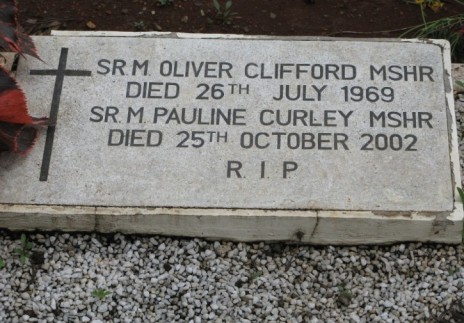 SR. M. OLIVER CLIFFORD MSHR
DIED 26TH JULY 1969
SR. M. PAULINE CURLEY MSHR
DIED 25TH OCTOBER 2002
R. I. P